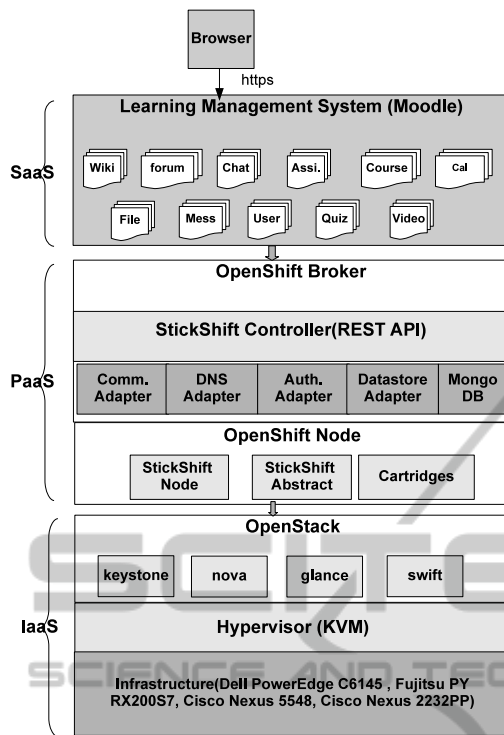 Browser
https
SaaS
Learning Management System (Moodle)
Wiki forum Chat Assi. Course Cal
File Mess User Quiz Video
PaaS
OpenShift Broker
StickShift Controller(REST API)
Comm. Adapter
DNS Adapter
Auth. Adapter
Datastore Adapter
Mongo DB
OpenShift Node
StickShift Node
StickShift Abstract
Cartridges
IaaS
OpenStack
keystone nova glance swift
Hypervisor (KVM)
Infrastructure(Dell PowerEdge C6145 , Fujitsu PY
RX200S7, Cisco Nexus 5548, Cisco Nexus 2232PP)